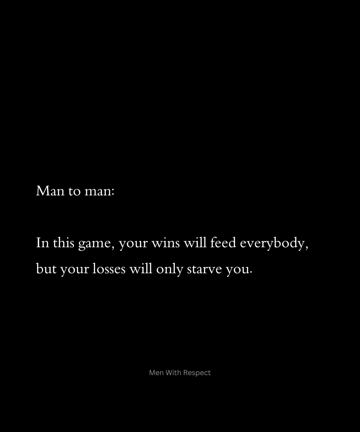 Man to man:
In this game, your wins will feed everybody,
but your losses will only starve you.
Men With Respect